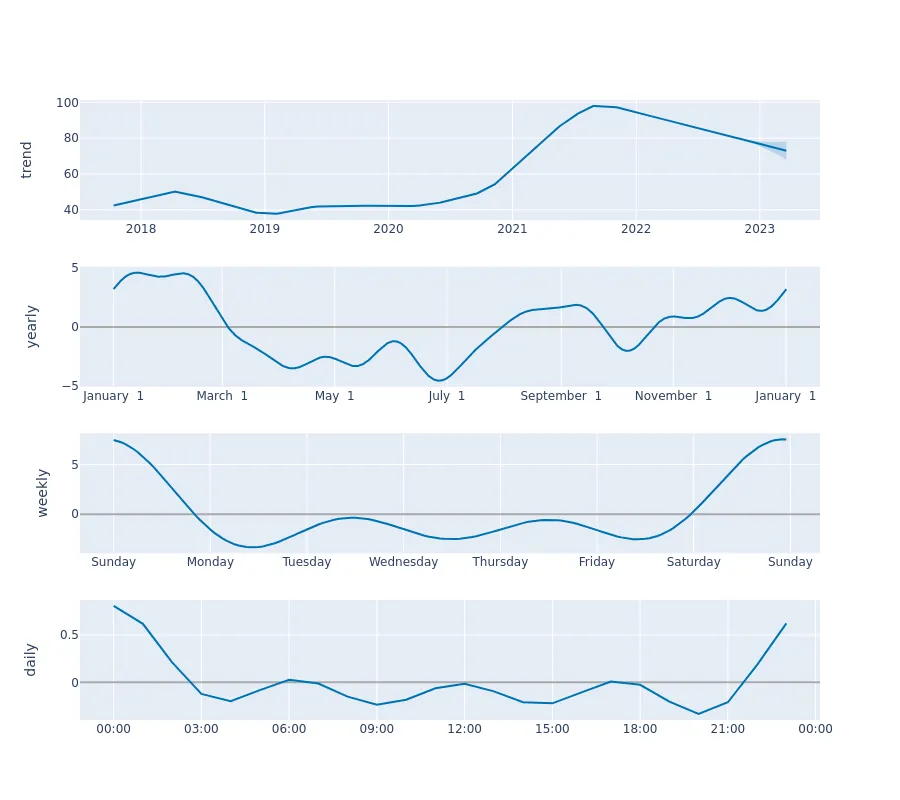 trend
100
80
60
40
2018 2019 2020 2021 2022 2023
yearly
5
0
−5
January 1 March 1 May 1 July 1 September 1 November 1 January 1
weekly
5
0
Sunday Monday Tuesday Wednesday Thursday Friday Saturday Sunday
daily
0.5
0
00:00 03:00 06:00 09:00 12:00 15:00 18:00 21:00 00:00